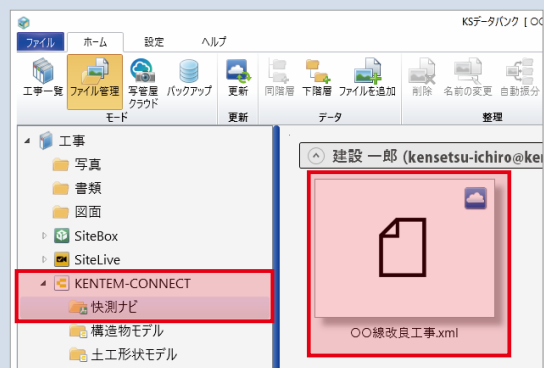 KSデータバンク [ 〇
ファイル ホーム 設定 ヘルプ
工事一覧 ファイル管理 写管屋クラウド バックアップ 更新 同階層 下階層 ファイルを追加 削除 名前の変更 自動振分
モード 更新 データ 整理
工事
写真
書類
図面
SiteBox
SiteLive
KENTEM-CONNECT
快測ナビ
構造物モデル
土工形状モデル
建設 一郎 (kensetsu-ichiro@ke
〇〇線改良工事.xml